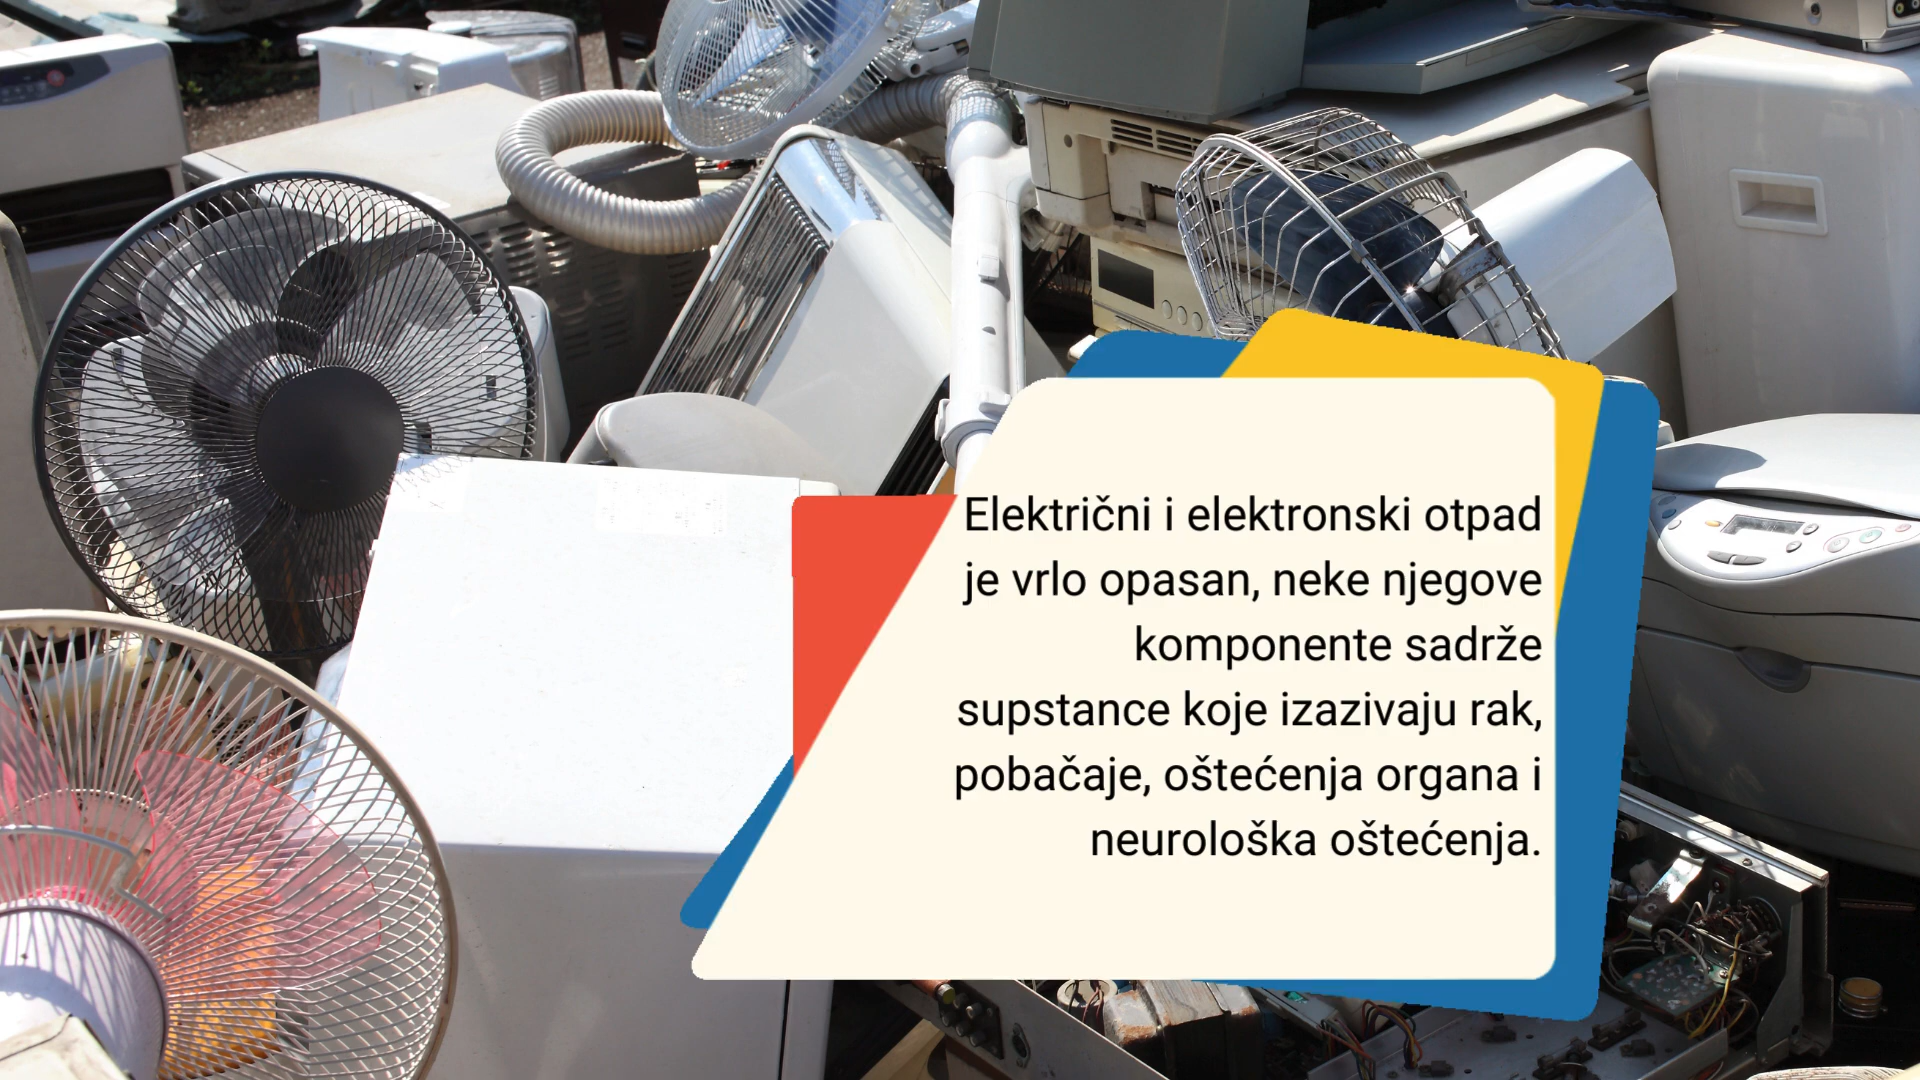 Električni i elektronski otpad
je vrlo opasan, neke njegove
komponente sadrže
supstance koje izazivaju rak,
pobačaje, oštećenja organa i
neurološka oštećenja.